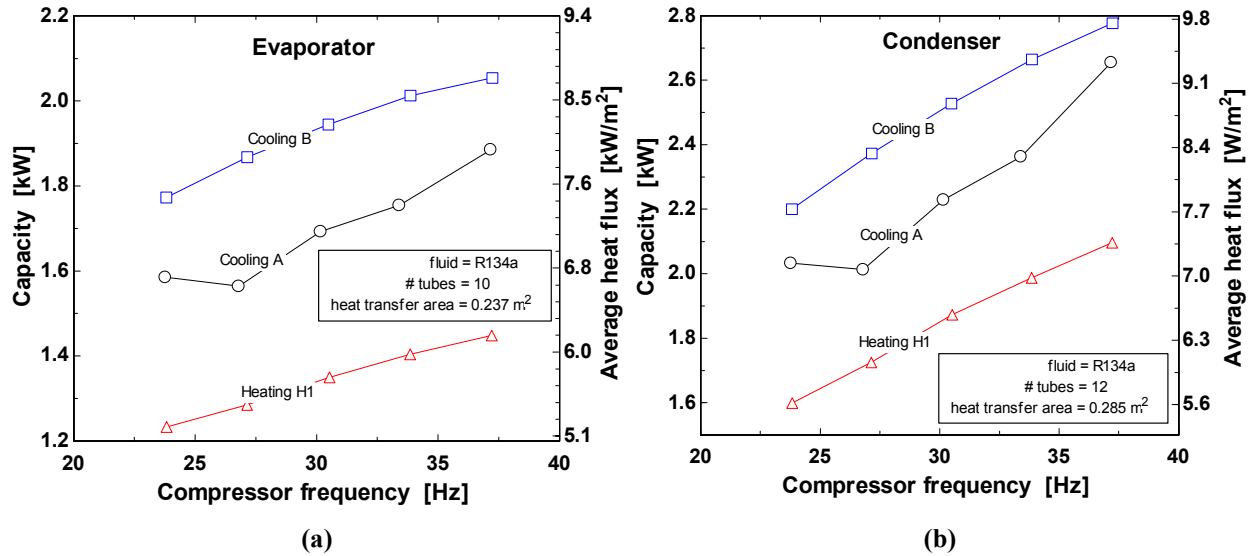 Evaporator
Capacity [kW]
2.2
2.0
1.8
1.6
1.4
1.2
Cooling B
Cooling A
Heating H1
fluid = R134a
# tubes = 10
heat transfer area = 0.237 m²
9.4
8.5
7.6
6.8
6.0
5.1
Average heat flux [kW/m²]
20 25 30 35 40
Compressor frequency [Hz]
(a)
Condenser
Capacity [kW]
2.8
2.6
2.4
2.2
2.0
1.8
1.6
Cooling B
Cooling A
Heating H1
fluid = R134a
# tubes = 12
heat transfer area = 0.285 m²
9.8
9.1
8.4
7.7
7.0
6.3
5.6
Average heat flux [W/m²]
20 25 30 35 40
Compressor frequency [Hz]
(b)